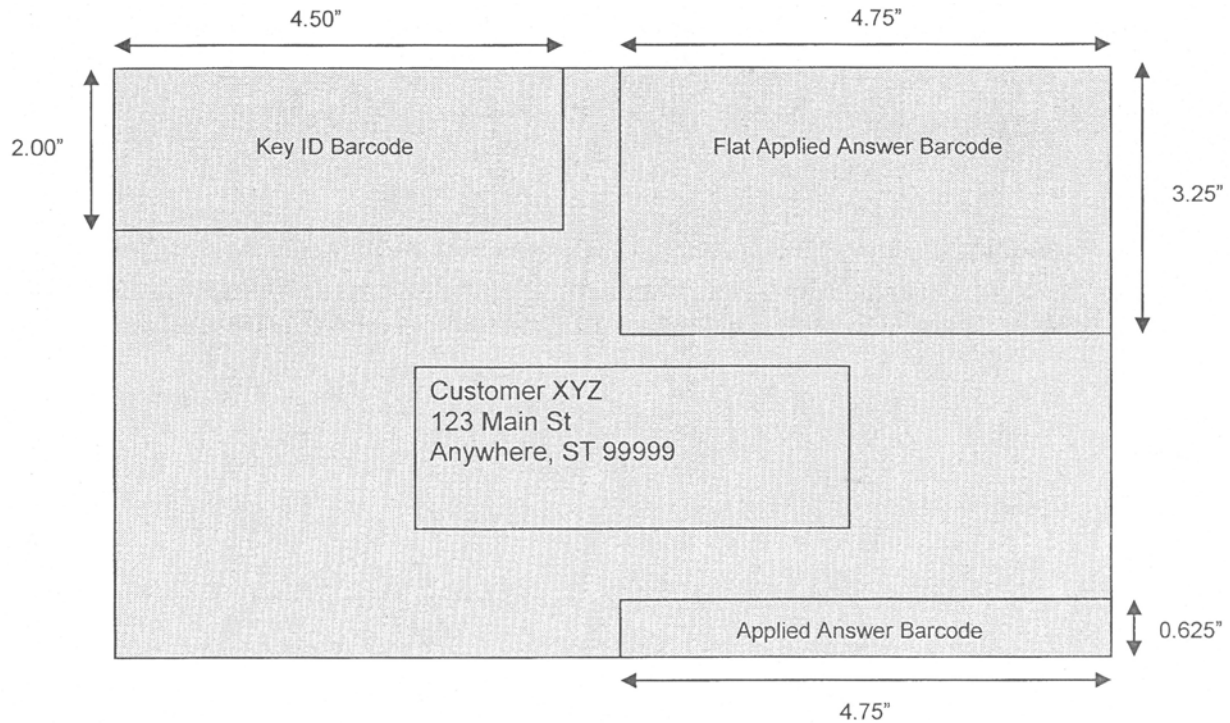 4.50”
4.75”
2.00”
Key ID Barcode
Flat Applied Answer Barcode
3.25”
Customer XYZ
123 Main St
Anywhere, ST 99999
Applied Answer Barcode
0.625”
4.75”